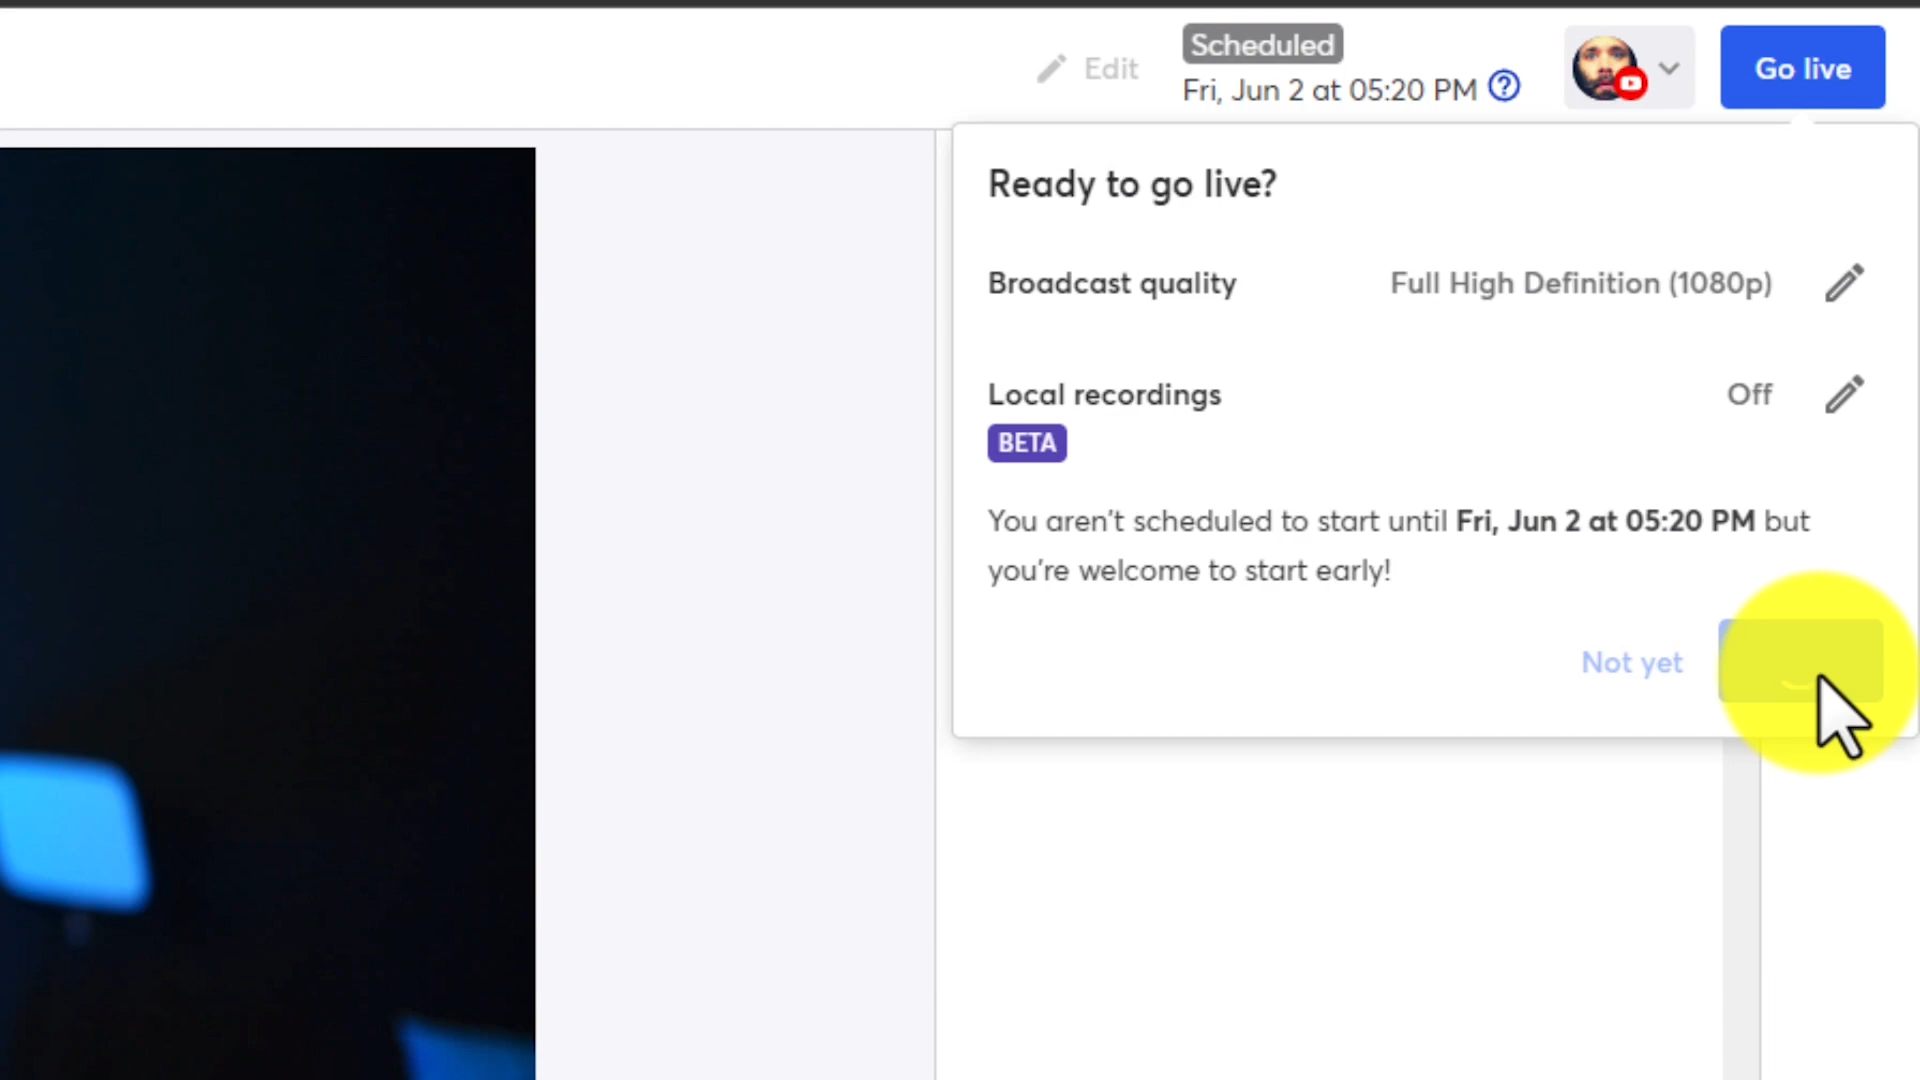 Edit
Scheduled
Fri, Jun 2 at 05:20 PM
Go live
Ready to go live?
Broadcast quality
Full High Definition (1080p)
Local recordings
Off
BETA
You aren't scheduled to start until Fri, Jun 2 at 05:20 PM but
you're welcome to start early!
Not yet